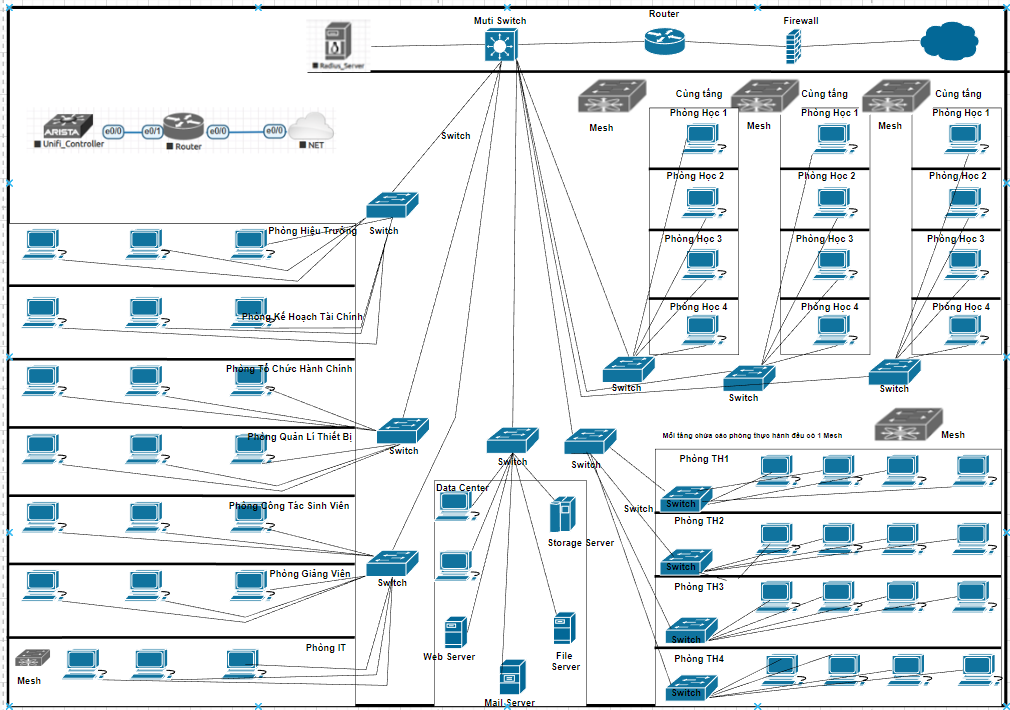 Muti Switch
Router
Firewall
Radius_Server
ARISTA
e0/0
e0/1
e0/0
e0/0
Unifi_Controller
Router
NET
Switch
Mesh
Cùng tầng
Phòng Học 1
Phòng Học 2
Phòng Học 3
Phòng Học 4
Switch
Mesh
Cùng tầng
Phòng Học 1
Phòng Học 2
Phòng Học 3
Phòng Học 4
Switch
Mesh
Cùng tầng
Phòng Học 1
Phòng Học 2
Phòng Học 3
Phòng Học 4
Switch
Phòng Hiệu Trưởng
Switch
Phòng Kế Hoạch Tài Chính
Phòng Tổ Chức Hành Chính
Phòng Quản Lí Thiết Bị
Switch
Phòng Công Tác Sinh Viên
Phòng Giảng Viên
Switch
Phòng IT
Mesh
Switch
Data Center
Storage Server
Web Server
File
Server
Mail Server
Switch
Switch
Mỗi tầng chứa các phòng thực hành đều có 1 Mesh
Mesh
Phòng TH1
Switch
Phòng TH2
Switch
Phòng TH3
Switch
Phòng TH4
Switch